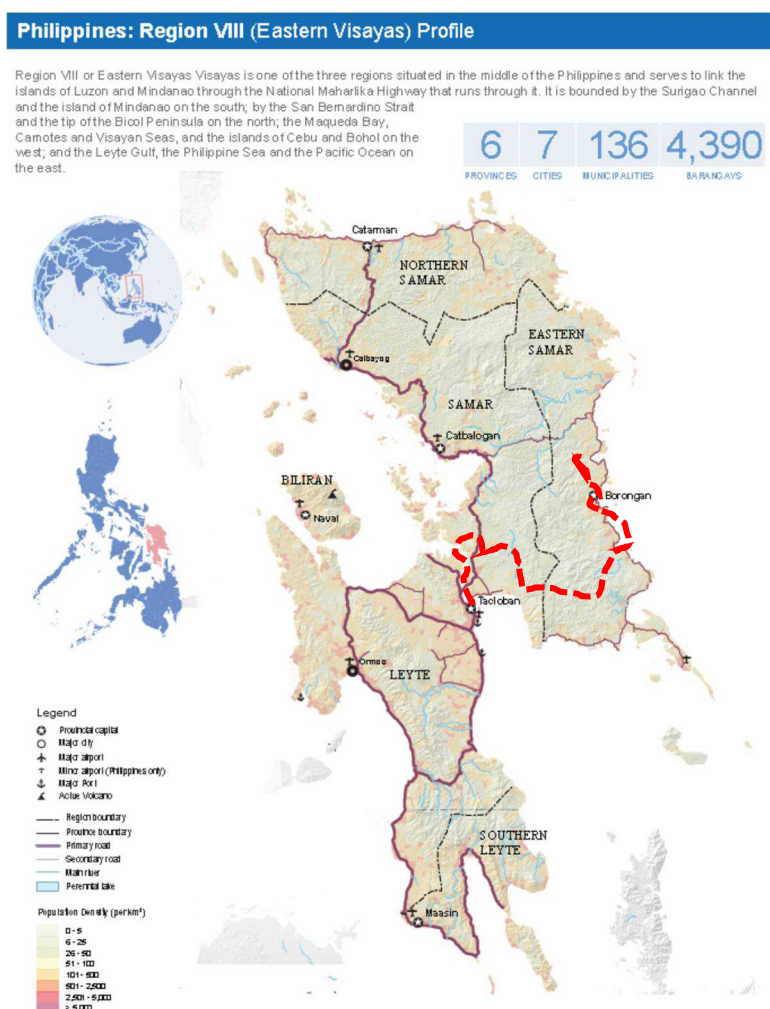 Philippines: Region VIII (Eastern Visayas) Profile
Region VIII or Eastern Visayas Visayas is one of the three regions situated in the middle of the Philippines and serves to link the
islands of Luzon and Mindanao through the National Maharlika Highway that runs through it. It is bounded by the Surigao Channel
and the island of Mindanao on the south; by the San Bernardino Strait
and the tip of the Bicol Peninsula on the north; the Maqueda Bay,
Camotes and Visayan Seas, and the islands of Cebu and Bohol on the
west; and the Leyte Gulf, the Philippine Sea and the Pacific Ocean on
the east.
6 7 136 4,390
PROVINCES CITIES MUNICIPALITIES BARANGAYS
Catarman
NORTHERN
SAMAR
EASTERN
SAMAR
Calbayog
SAMAR
Catbalogan
BILIRAN
Naval
Borongan
Tacloban
Ormoc
LEYTE
SOUTHERN
LEYTE
Maasin
Legend
Provincial capital
Major city
Major airport
Minor airport (Philippines only)
Major Port
Active Volcano
Region boundary
Province boundary
Primary road
Secondary road
Main river
Perennial lake
Population Density (per km²)
0 - 5
6 - 25
26 - 50
51 - 100
101 - 500
501 - 2,500
2,501 - 5,000
> 5,000